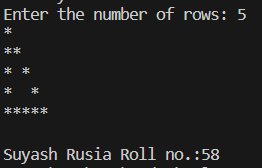 Enter the number of rows: 5
*
**
* *
*  *
*****
Suyash Rusia Roll no.:58